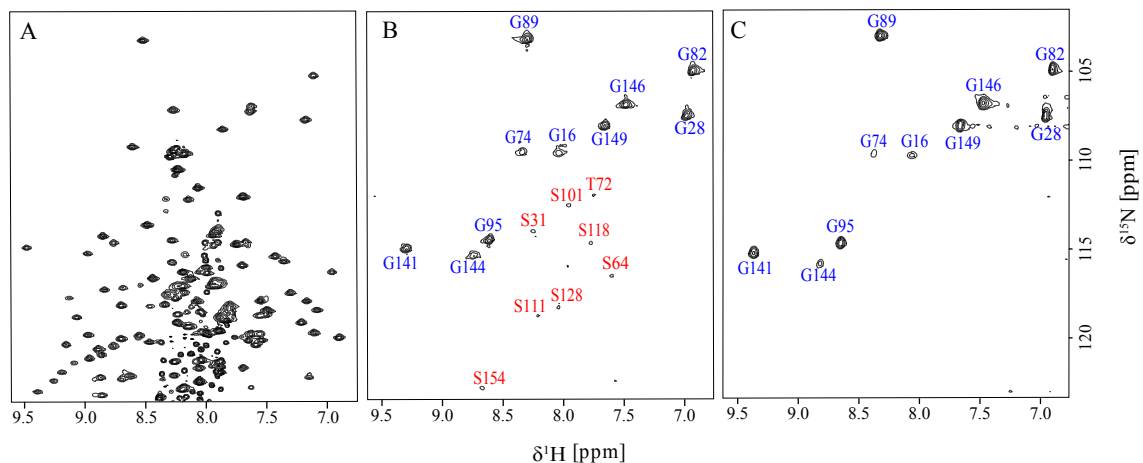 A
B
C
G89
G82
G146
G28
G74
G16
G149
T72
S101
S31
S118
G95
S64
G141
G144
S128
S111
S154
G89
G82
G146
G28
G74
G16
G149
G95
G141
G144
105
110
115
120
δ¹⁵N [ppm]
9.5 9.0 8.5 8.0 7.5 7.0
9.5 9.0 8.5 8.0 7.5 7.0
9.5 9.0 8.5 8.0 7.5 7.0
δ¹H [ppm]